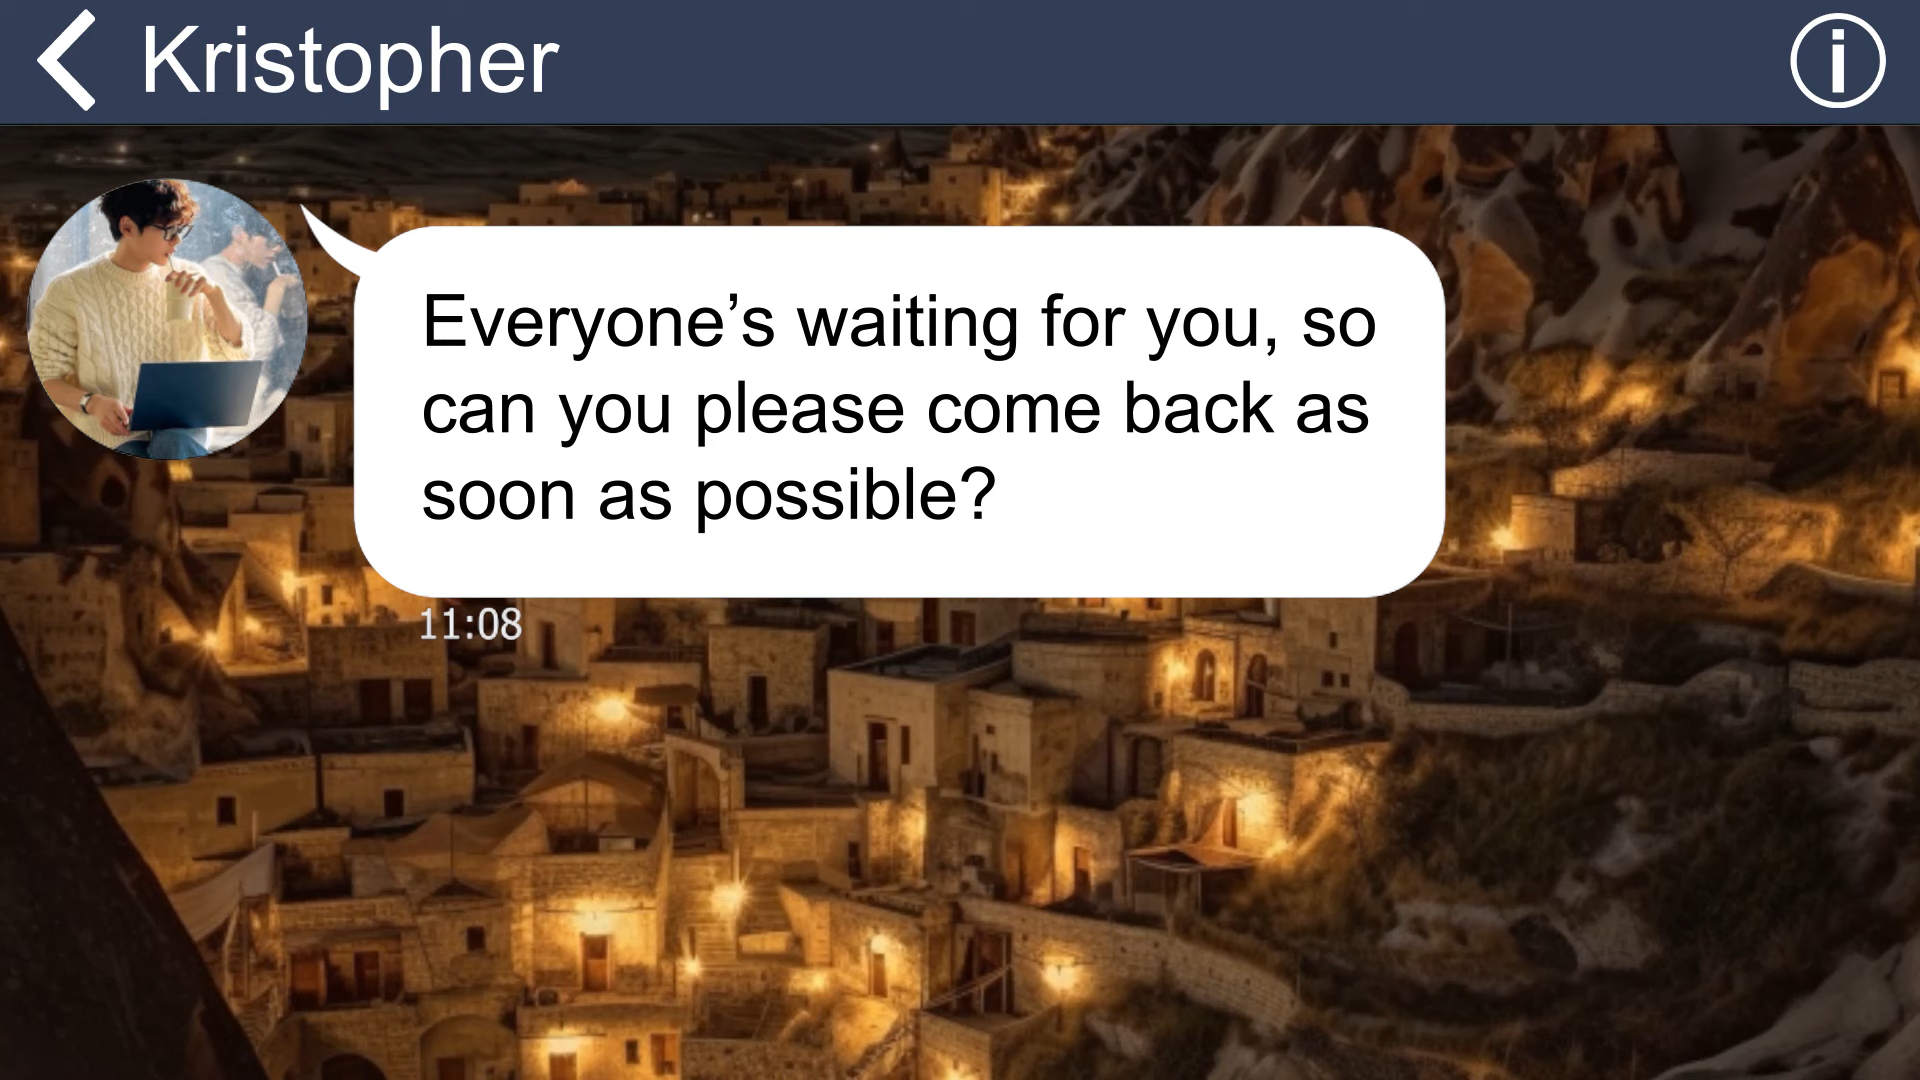 Kristopher
Everyone’s waiting for you, so
can you please come back as
soon as possible?
11:08